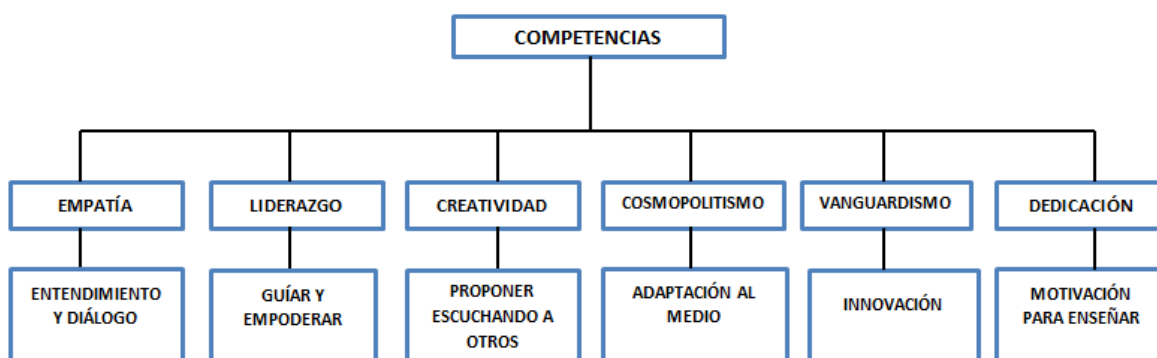 COMPETENCIAS
EMPATÍA
LIDERAZGO
CREATIVIDAD
COSMOPOLITISMO
VANGUARDISMO
DEDICACIÓN
ENTENDIMIENTO
Y DIÁLOGO
GUÍAR Y
EMPODERAR
PROPONER
ESCUCHANDO A
OTROS
ADAPTACIÓN AL
MEDIO
INNOVACIÓN
MOTIVACIÓN
PARA ENSEÑAR